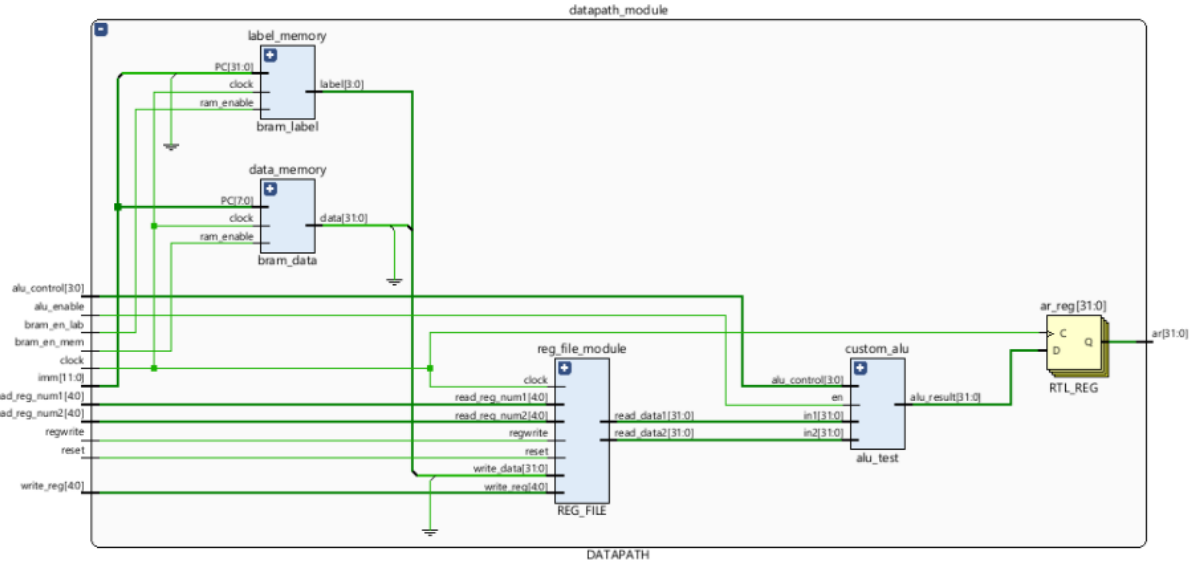 datapath_module
label_memory
PC[31:0]
clock
ram_enable
label[3:0]
bram_label
data_memory
PC[7:0]
clock
ram_enable
data[31:0]
bram_data
alu_control[3:0]
alu_enable
bram_en_lab
bram_en_mem
clock
imm[11:0]
ad_reg_num1[4:0]
ad_reg_num2[4:0]
regwrite
reset
write_reg[4:0]
reg_file_module
clock
read_reg_num1[4:0]
read_reg_num2[4:0]
regwrite
reset
write_data[31:0]
write_reg[4:0]
read_data1[31:0]
read_data2[31:0]
REG_FILE
custom_alu
alu_control[3:0]
en
in1[31:0]
in2[31:0]
alu_result[31:0]
alu_test
ar_reg[31:0]
C
D
Q
RTL_REG
ar[31:0]
DATAPATH